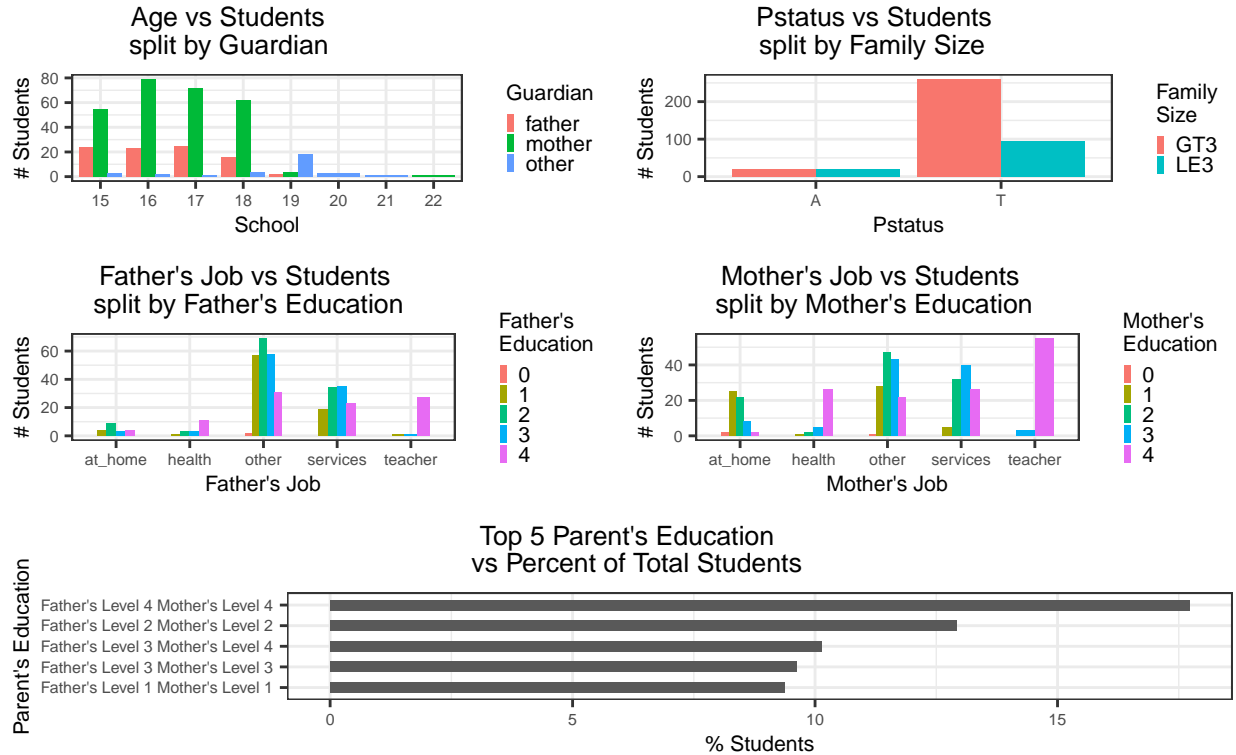 Age vs Students
split by Guardian
# Students
80
60
40
20
0
15 16 17 18 19 20 21 22
School
Guardian
father
mother
other
Pstatus vs Students
split by Family Size
# Students
200
100
0
A T
Pstatus
Family
Size
GT3
LE3
Father's Job vs Students
split by Father's Education
# Students
60
40
20
0
at_home health other services teacher
Father's Job
Father's
Education
0
1
2
3
4
Mother's Job vs Students
split by Mother's Education
# Students
40
20
0
at_home health other services teacher
Mother's Job
Mother's
Education
0
1
2
3
4
Top 5 Parent's Education
vs Percent of Total Students
Parent's Education
Father's Level 4 Mother's Level 4
Father's Level 2 Mother's Level 2
Father's Level 3 Mother's Level 4
Father's Level 3 Mother's Level 3
Father's Level 1 Mother's Level 1
0 5 10 15
% Students